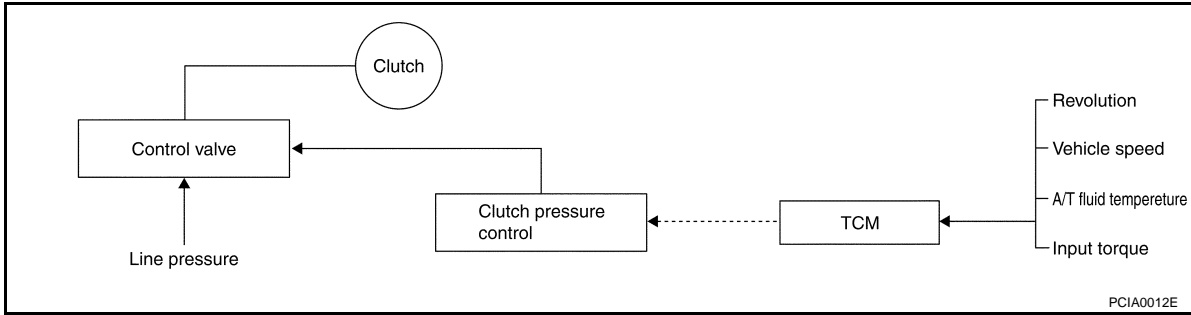 Clutch
Revolution
Control valve
Vehicle speed
A/T fluid tempereture
Clutch pressure
control
TCM
Input torque
Line pressure
PCIA0012E